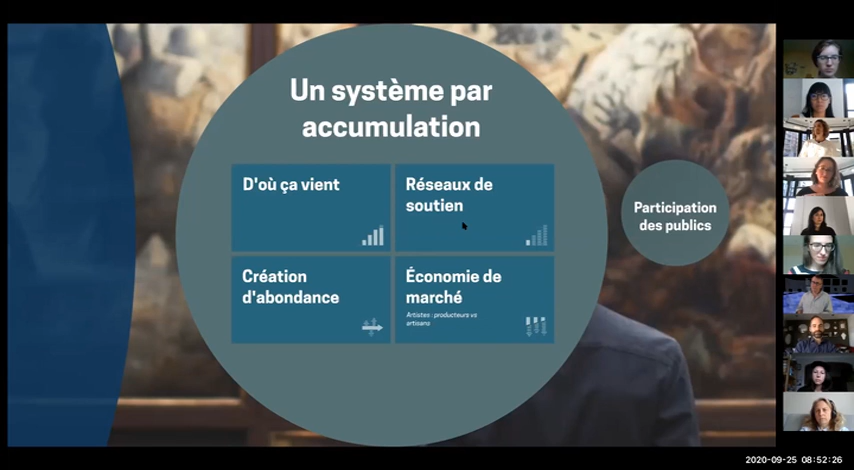 Un système par
accumulation
D'où ça vient
Réseaux de
soutien
Création
d'abondance
Économie de
marché
Artistes : producteurs vs
artisans
Participation
des publics
2020-09-25 08:52:26